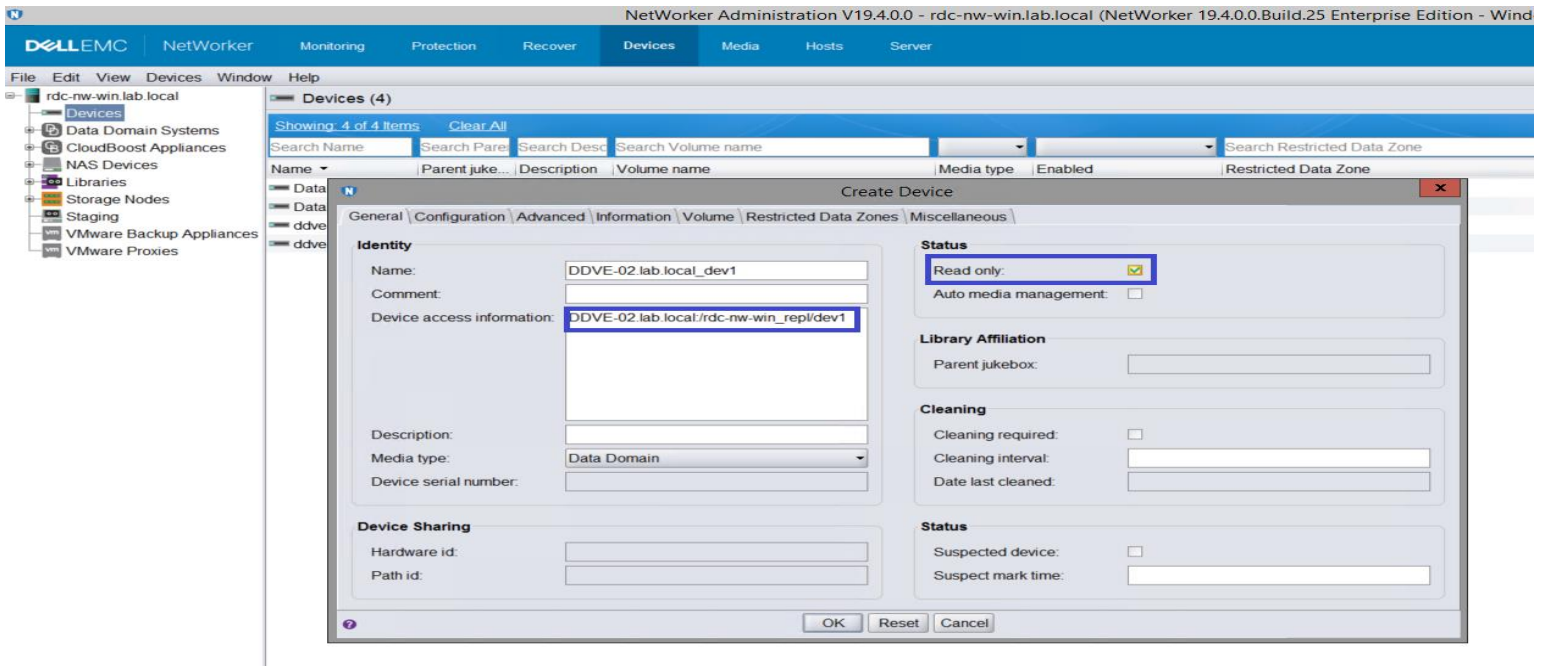 NetWorker Administration V19.4.0.0 - rdc-nw-win.lab.local (NetWorker 19.4.0.0.Build.25 Enterprise Edition - Wind
DELLEMC NetWorker Monitoring Protection Recover Devices Media Hosts Server
File Edit View Devices Window Help
rdc-nw-win.lab.local
Devices
Data Domain Systems
CloudBoost Appliances
NAS Devices
Libraries
Storage Nodes
Staging
VMware Backup Appliances
VMware Proxies
Devices (4)
Showing: 4 of 4 Items Clear All
Search Name Search Pare Search Desc Search Volume name Search Restricted Data Zone
Name Parent juke... Description Volume name Media type Enabled Restricted Data Zone
Data
Data
ddve
ddve
Create Device
General Configuration Advanced Information Volume Restricted Data Zones Miscellaneous
Identity
Name: DDVE-02.lab.local_dev1
Comment:
Device access information: DDVE-02.lab.local:/rdc-nw-win_repl/dev1
Description:
Media type: Data Domain
Device serial number:
Device Sharing
Hardware id:
Path id:
Status
Read only:
Auto media management:
Library Affiliation
Parent jukebox:
Cleaning
Cleaning required:
Cleaning interval:
Date last cleaned:
Status
Suspected device:
Suspect mark time:
OK Reset Cancel